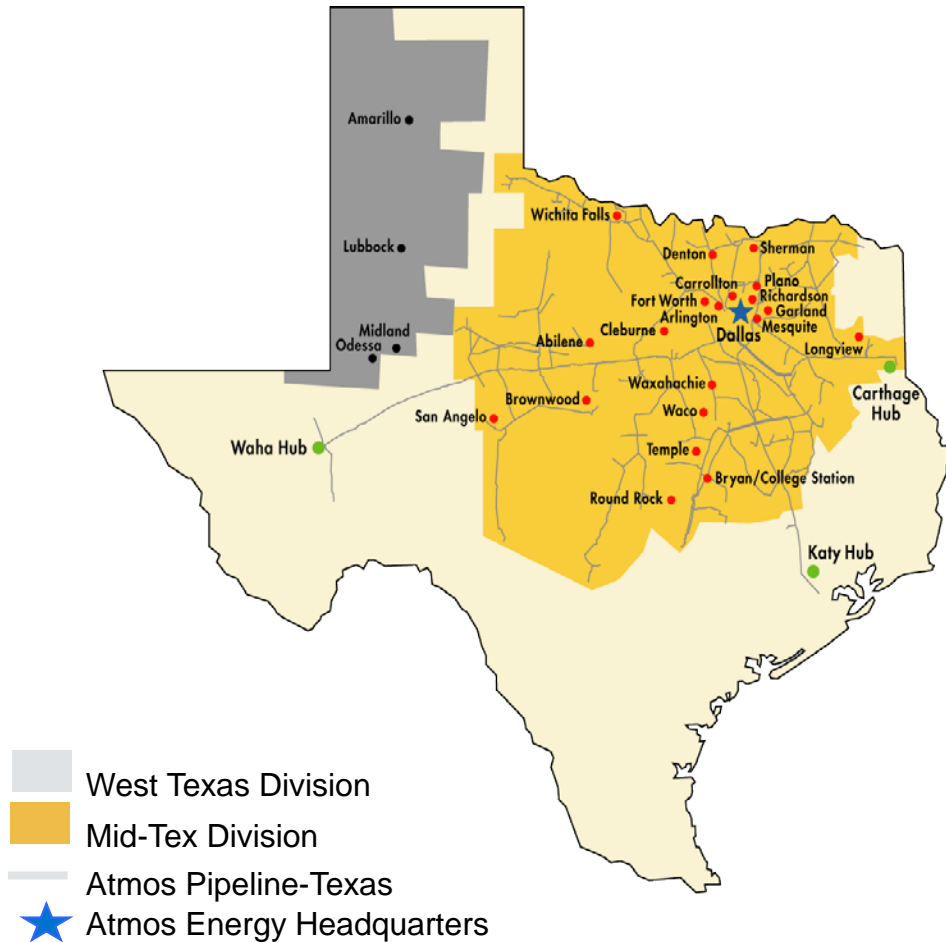 Amarillo
Lubbock
Midland
Odessa
Wichita Falls
Denton
Sherman
Carrollton
Plano
Richardson
Fort Worth
Garland
Arlington
Mesquite
Cleburne
Dallas
Abilene
Longview
Waxahachie
Carthage
Hub
Brownwood
San Angelo
Waco
Waha Hub
Temple
Bryan/College Station
Round Rock
Katy Hub
West Texas Division
Mid-Tex Division
Atmos Pipeline-Texas
Atmos Energy Headquarters